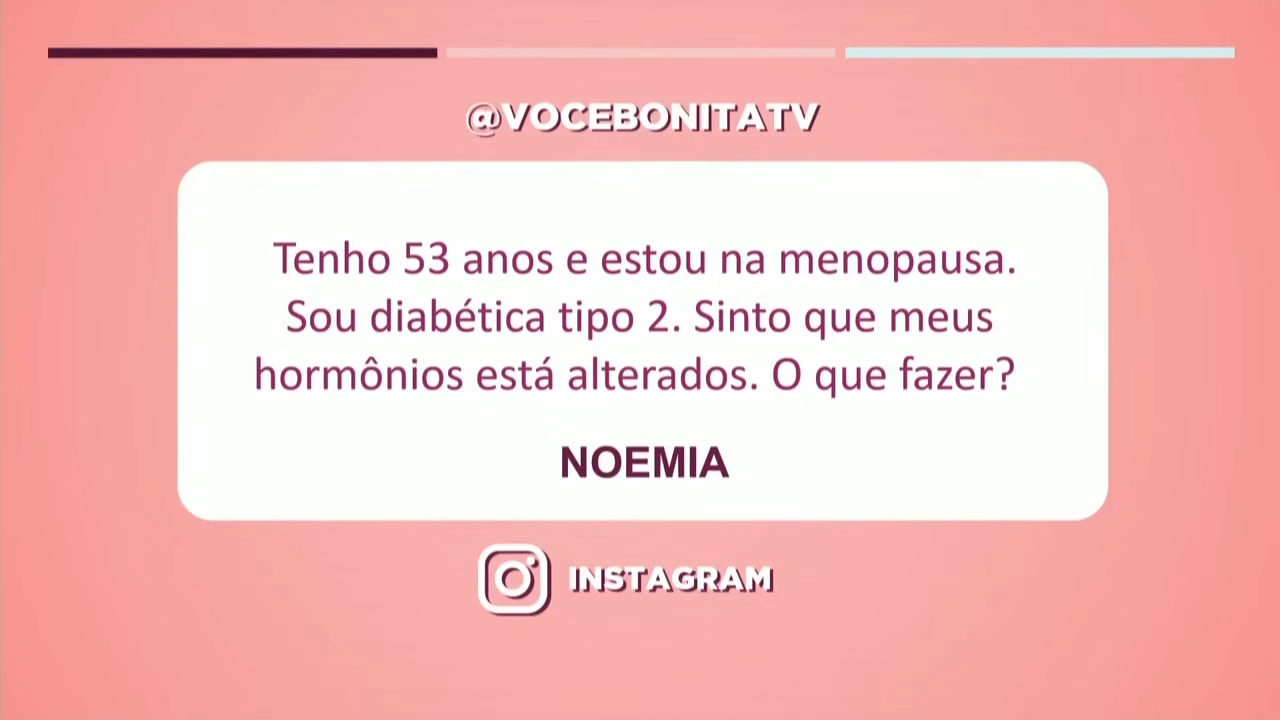 @VOCEBONITATV
Tenho 53 anos e estou na menopausa.
Sou diabética tipo 2. Sinto que meus
hormônios está alterados. O que fazer?
NOEMIA
INSTAGRAM